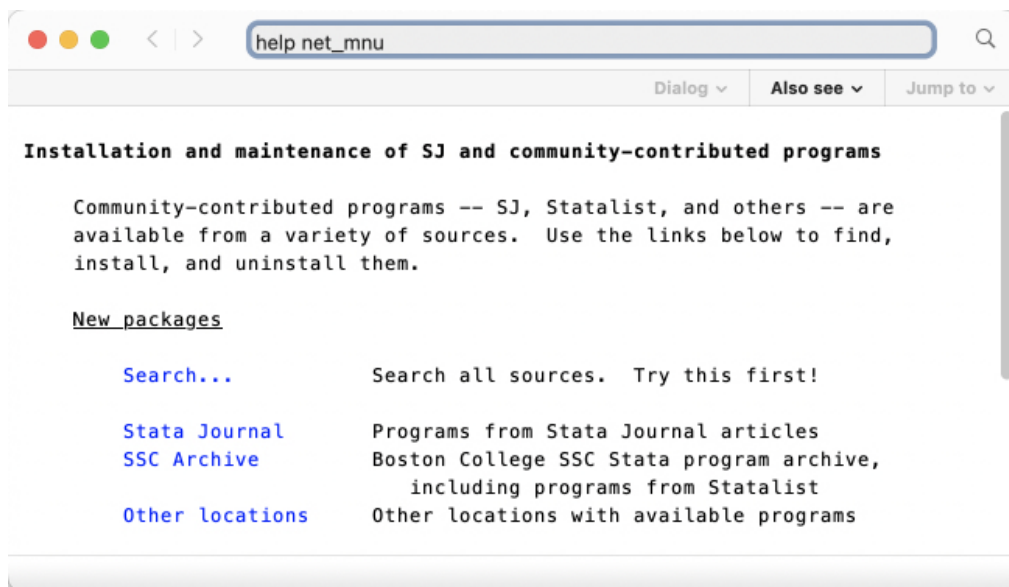 help net_mnu
Dialog Also see Jump to
Installation and maintenance of SJ and community-contributed programs
Community-contributed programs -- SJ, Statalist, and others -- are
available from a variety of sources.  Use the links below to find,
install, and uninstall them.
New packages
Search... Search all sources.  Try this first!
Stata Journal Programs from Stata Journal articles
SSC Archive Boston College SSC Stata program archive,
including programs from Statalist
Other locations Other locations with available programs